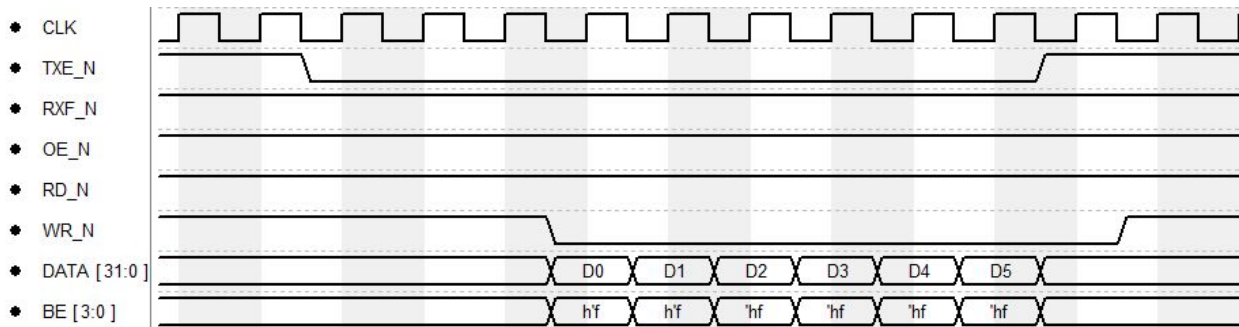 CLK
TXE_N
RXF_N
OE_N
RD_N
WR_N
DATA [31:0] D0 D1 D2 D3 D4 D5
BE [3:0] h'f h'f 'hf 'hf 'hf 'hf